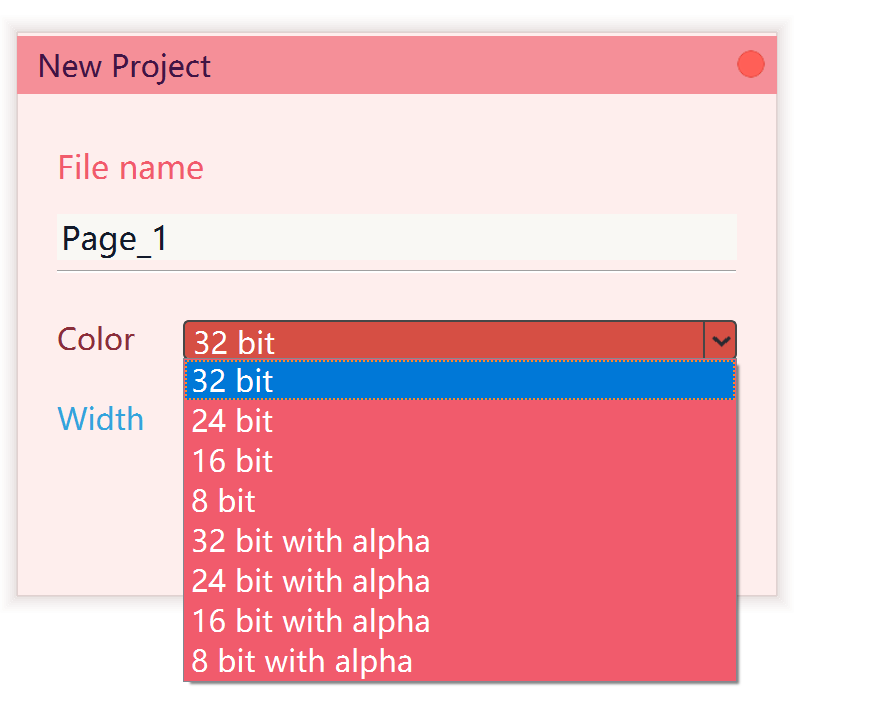 New Project
File name
Page_1
Color
32 bit
32 bit
Width
24 bit
16 bit
8 bit
32 bit with alpha
24 bit with alpha
16 bit with alpha
8 bit with alpha